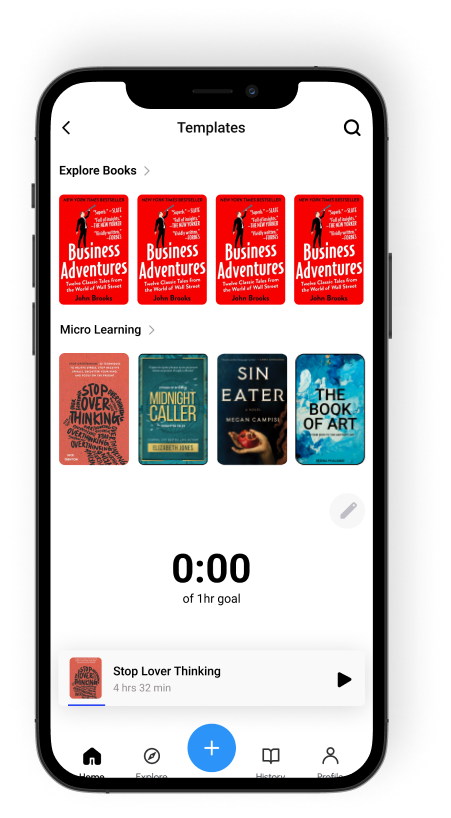 Templates
Explore Books
NEW YORK TIMES BESTSELLER NEW YORK TIMES BESTSELLER NEW YORK TIMES BESTSELLER NEW YORK TIMES BESTSELLER
"Superb." —SLATE "Superb." —SLATE "Superb." —SLATE "Superb." —SLATE
"Full of insights." "Full of insights." "Full of insights." "Full of insights."
—THE NEW YORKER —THE NEW YORKER —THE NEW YORKER —THE NEW YORKER
"Vividly written." "Vividly written." "Vividly written." "Vividly written."
—FORBES —FORBES —FORBES —FORBES
Business Business Business Business
Adventures Adventures Adventures Adventures
Twelve Classic Tales from Twelve Classic Tales from Twelve Classic Tales from Twelve Classic Tales from
the World of Wall Street the World of Wall Street the World of Wall Street the World of Wall Street
John Brooks John Brooks John Brooks John Brooks
Micro Learning
STOP
OVER
THINKING
OVERTHINKING
MIDNIGHT
CALLER
ELIZABETH JONES
SIN
EATER
A NOVEL
MEGAN CAMPISI
THE
BOOK
OF ART
0:00
of 1hr goal
Stop Lover Thinking
4 hrs 32 min
Home Explore History Profile